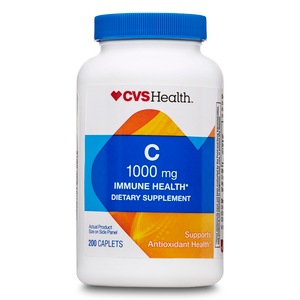 CVSHealth.
C
1000 mg
IMMUNE HEALTH*
DIETARY SUPPLEMENT
Actual Product
Size on Side Panel
200 CAPLETS
Supports
Antioxidant Health*